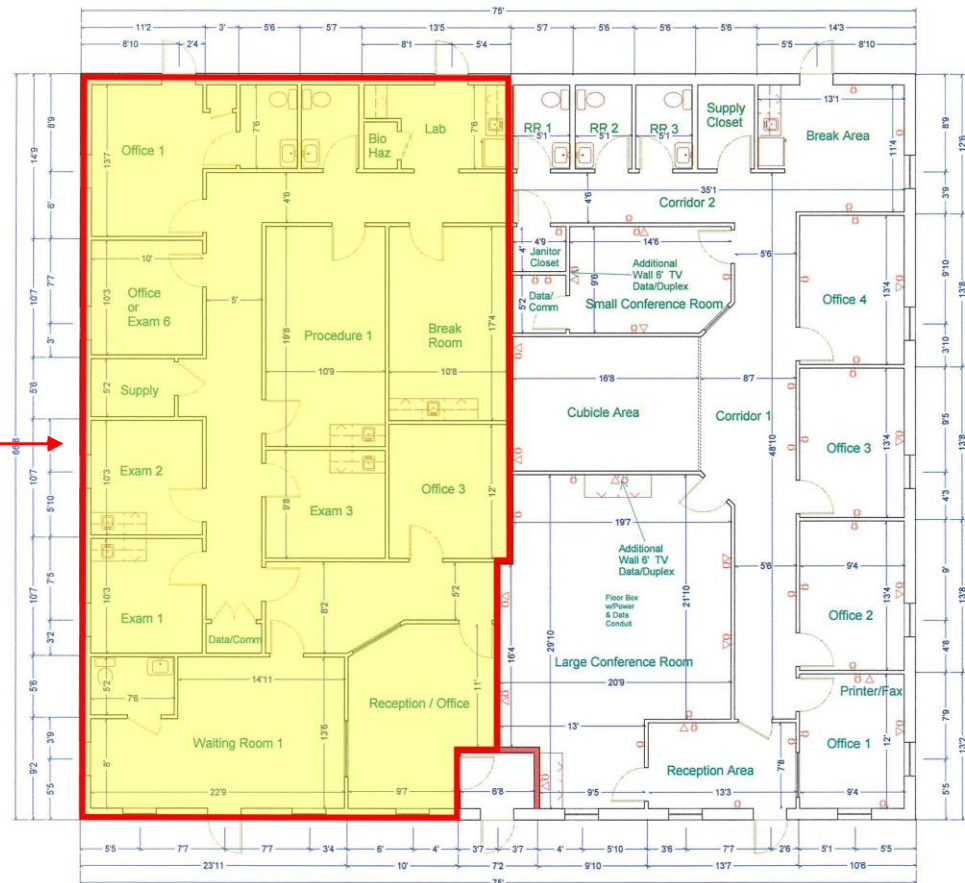 75'
11'2 3' 5'6 5'7 13'5 5'7 5'6 5'6 5'6 14'3
8'10 2'4 8'1 5'4 5'5 8'10
RR 1
5'1
RR 2
RR 3
5'1
Supply
Closet
13'1
Break Area
11'4
Lab
7'6
7'6
Bio
Haz
Office 1
13'7
4'6
4'6
35'1
Corridor 2
4'9
4'
Janitor
Closet
14'6
9'6
Additional
Wall 6' TV
Data/Duplex
Small Conference Room
5'6
Data/
Comm
5'2
10'
10'3
Office
or
Exam 6
5'
19'8
Procedure 1
10'9
Break
Room
17'4
10'8
Office 4
13'4
Supply
5'2
16'8
8'7
Cubicle Area
Corridor 1
48'10
Office 3
13'4
Exam 2
10'3
Exam 3
9'8
Office 3
12'
19'7
Additional
Wall 6' TV
Data/Duplex
Floor Box
w/Power
& Data
Conduit
21'10
29'10
5'6
9'4
13'4
Office 2
Exam 1
10'3
Data/Comm
8'2
5'2
16'4
Large Conference Room
20'9
Printer/Fax
5'2
7'6
14'11
13'6
Reception / Office
11'
13'
Waiting Room 1
8'
22'9
9'7
6'8
9'5
Reception Area
13'3
7'8
Office 1
12'
9'4
14'9 10'7 5'6 10'7 10'7 5'6 9'2
8'9 6' 7'7 3' 5'10 7'5 3'2 3'9 5'5
8'9 3'9 9'10 3'10 9'5 4'3 9' 4'8 7'9 5'5
12'6 13'8 13'8 13'8 13'2
5'5 7'7 7'7 3'4 6' 4' 3'7 3'7 4' 5'10 3'6 7'7 2'6 5'1 5'5
23'11 10' 7'2 9'10 13'7 10'6
75'